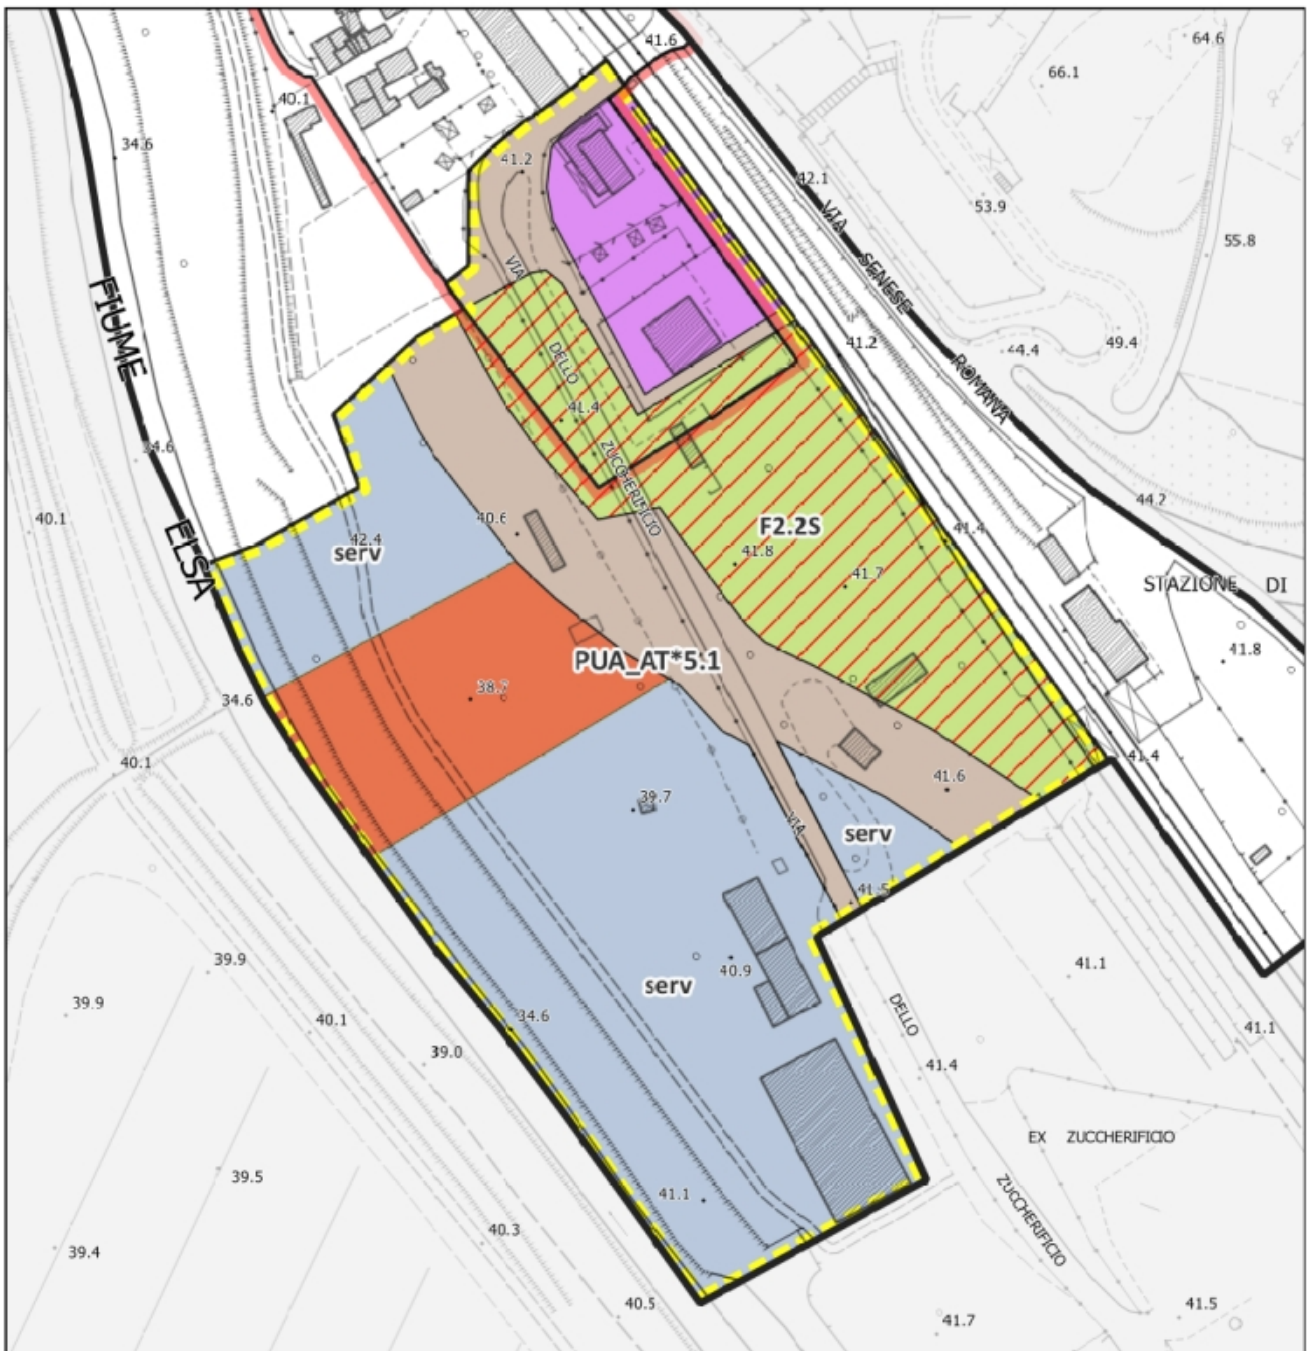 64.6
41.6
66.1
40.1
34.6
41.2
42.1
53.9
VIA SENESE ROMANA
55.8
VIA
FIUME
41.2
49.4
44.4
DELLO
41.4
34.6
ZUCCHERIFICIO
44.2
40.1
40.6
F2.2S
41.4
42.4
serv
41.8
ELSA
41.7
STAZIONE DI
41.8
PUA_AT*5.1
34.6
38.7
41.4
40.1
41.6
39.7
VIA
serv
41.5
39.9
40.9
41.1
serv
39.9
DELLO
40.1
34.6
41.1
39.0
41.4
EX ZUCCHERIFICIO
39.5
41.1
ZUCCHERIFICIO
40.3
39.4
40.5
41.7
41.5